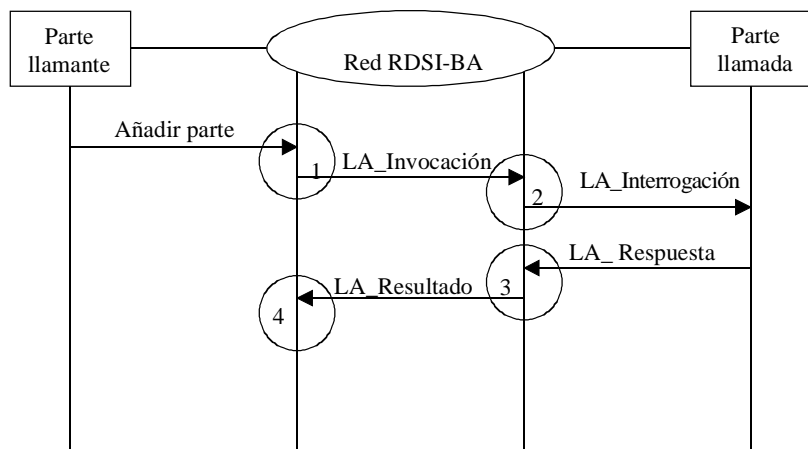 Parte
llamante
Red RDSI-BA
Parte
llamada
Añadir parte
1
LA_Invocación
2
LA_Interrogación
LA_ Respuesta
3
LA_Resultado
4